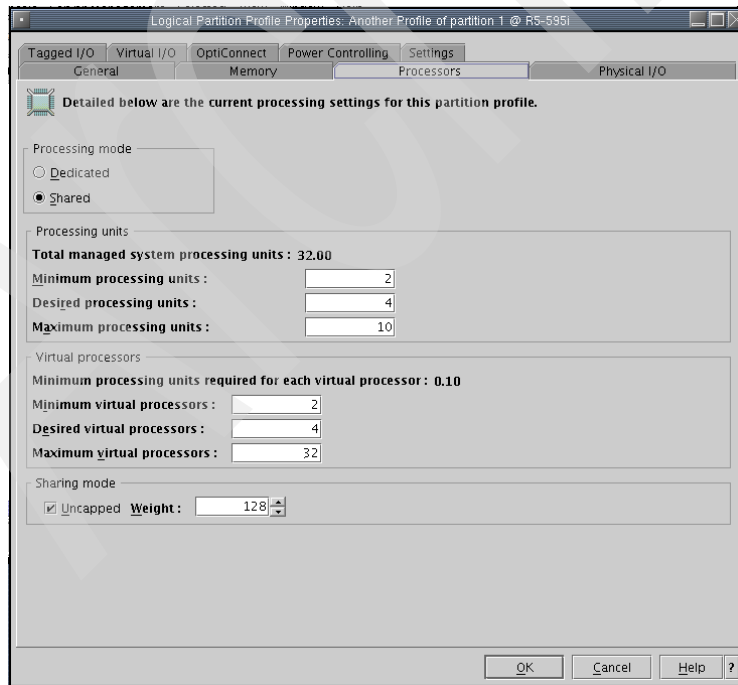 Logical Partition Profile Properties: Another Profile of partition 1 @ R5-595i
Tagged I/O Virtual I/O OptiConnect Power Controlling Settings
General Memory Processors Physical I/O
Detailed below are the current processing settings for this partition profile.
Processing mode
Dedicated
Shared
Processing units
Total managed system processing units : 32.00
Minimum processing units : 2
Desired processing units : 4
Maximum processing units : 10
Virtual processors
Minimum processing units required for each virtual processor : 0.10
Minimum virtual processors : 2
Desired virtual processors : 4
Maximum virtual processors : 32
Sharing mode
Uncapped Weight : 128
OK Cancel Help ?